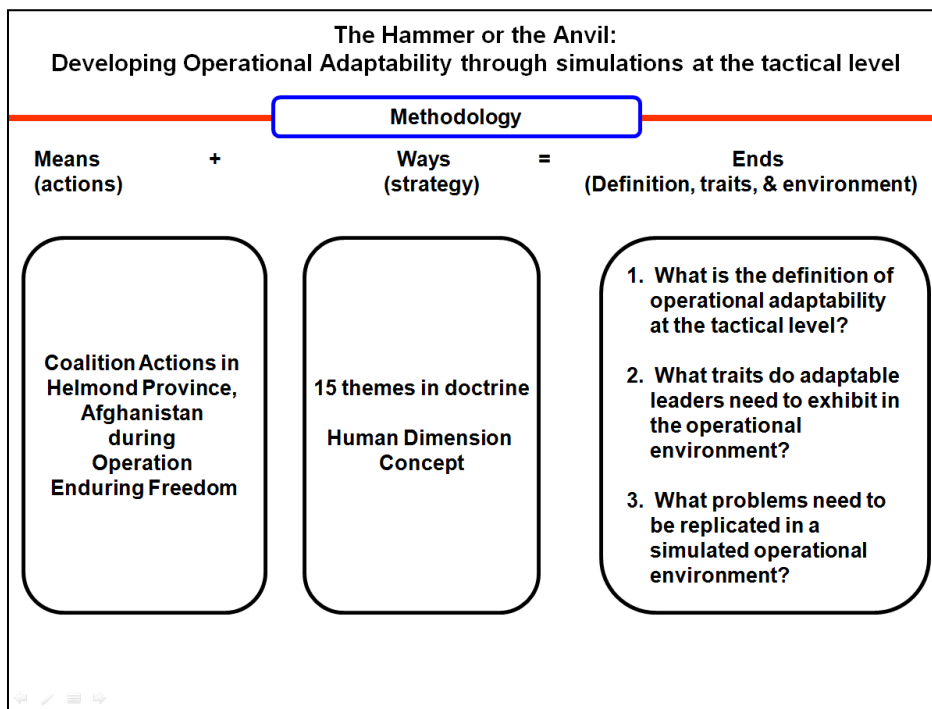 The Hammer or the Anvil:
Developing Operational Adaptability through simulations at the tactical level
Methodology
Means + Ways = Ends
(actions) (strategy) (Definition, traits, & environment)
Coalition Actions in
Helmond Province,
Afghanistan
during
Operation
Enduring Freedom
15 themes in doctrine
Human Dimension
Concept
1. What is the definition of
operational adaptability
at the tactical level?
2. What traits do adaptable
leaders need to exhibit in
the operational
environment?
3. What problems need to
be replicated in a
simulated operational
environment?